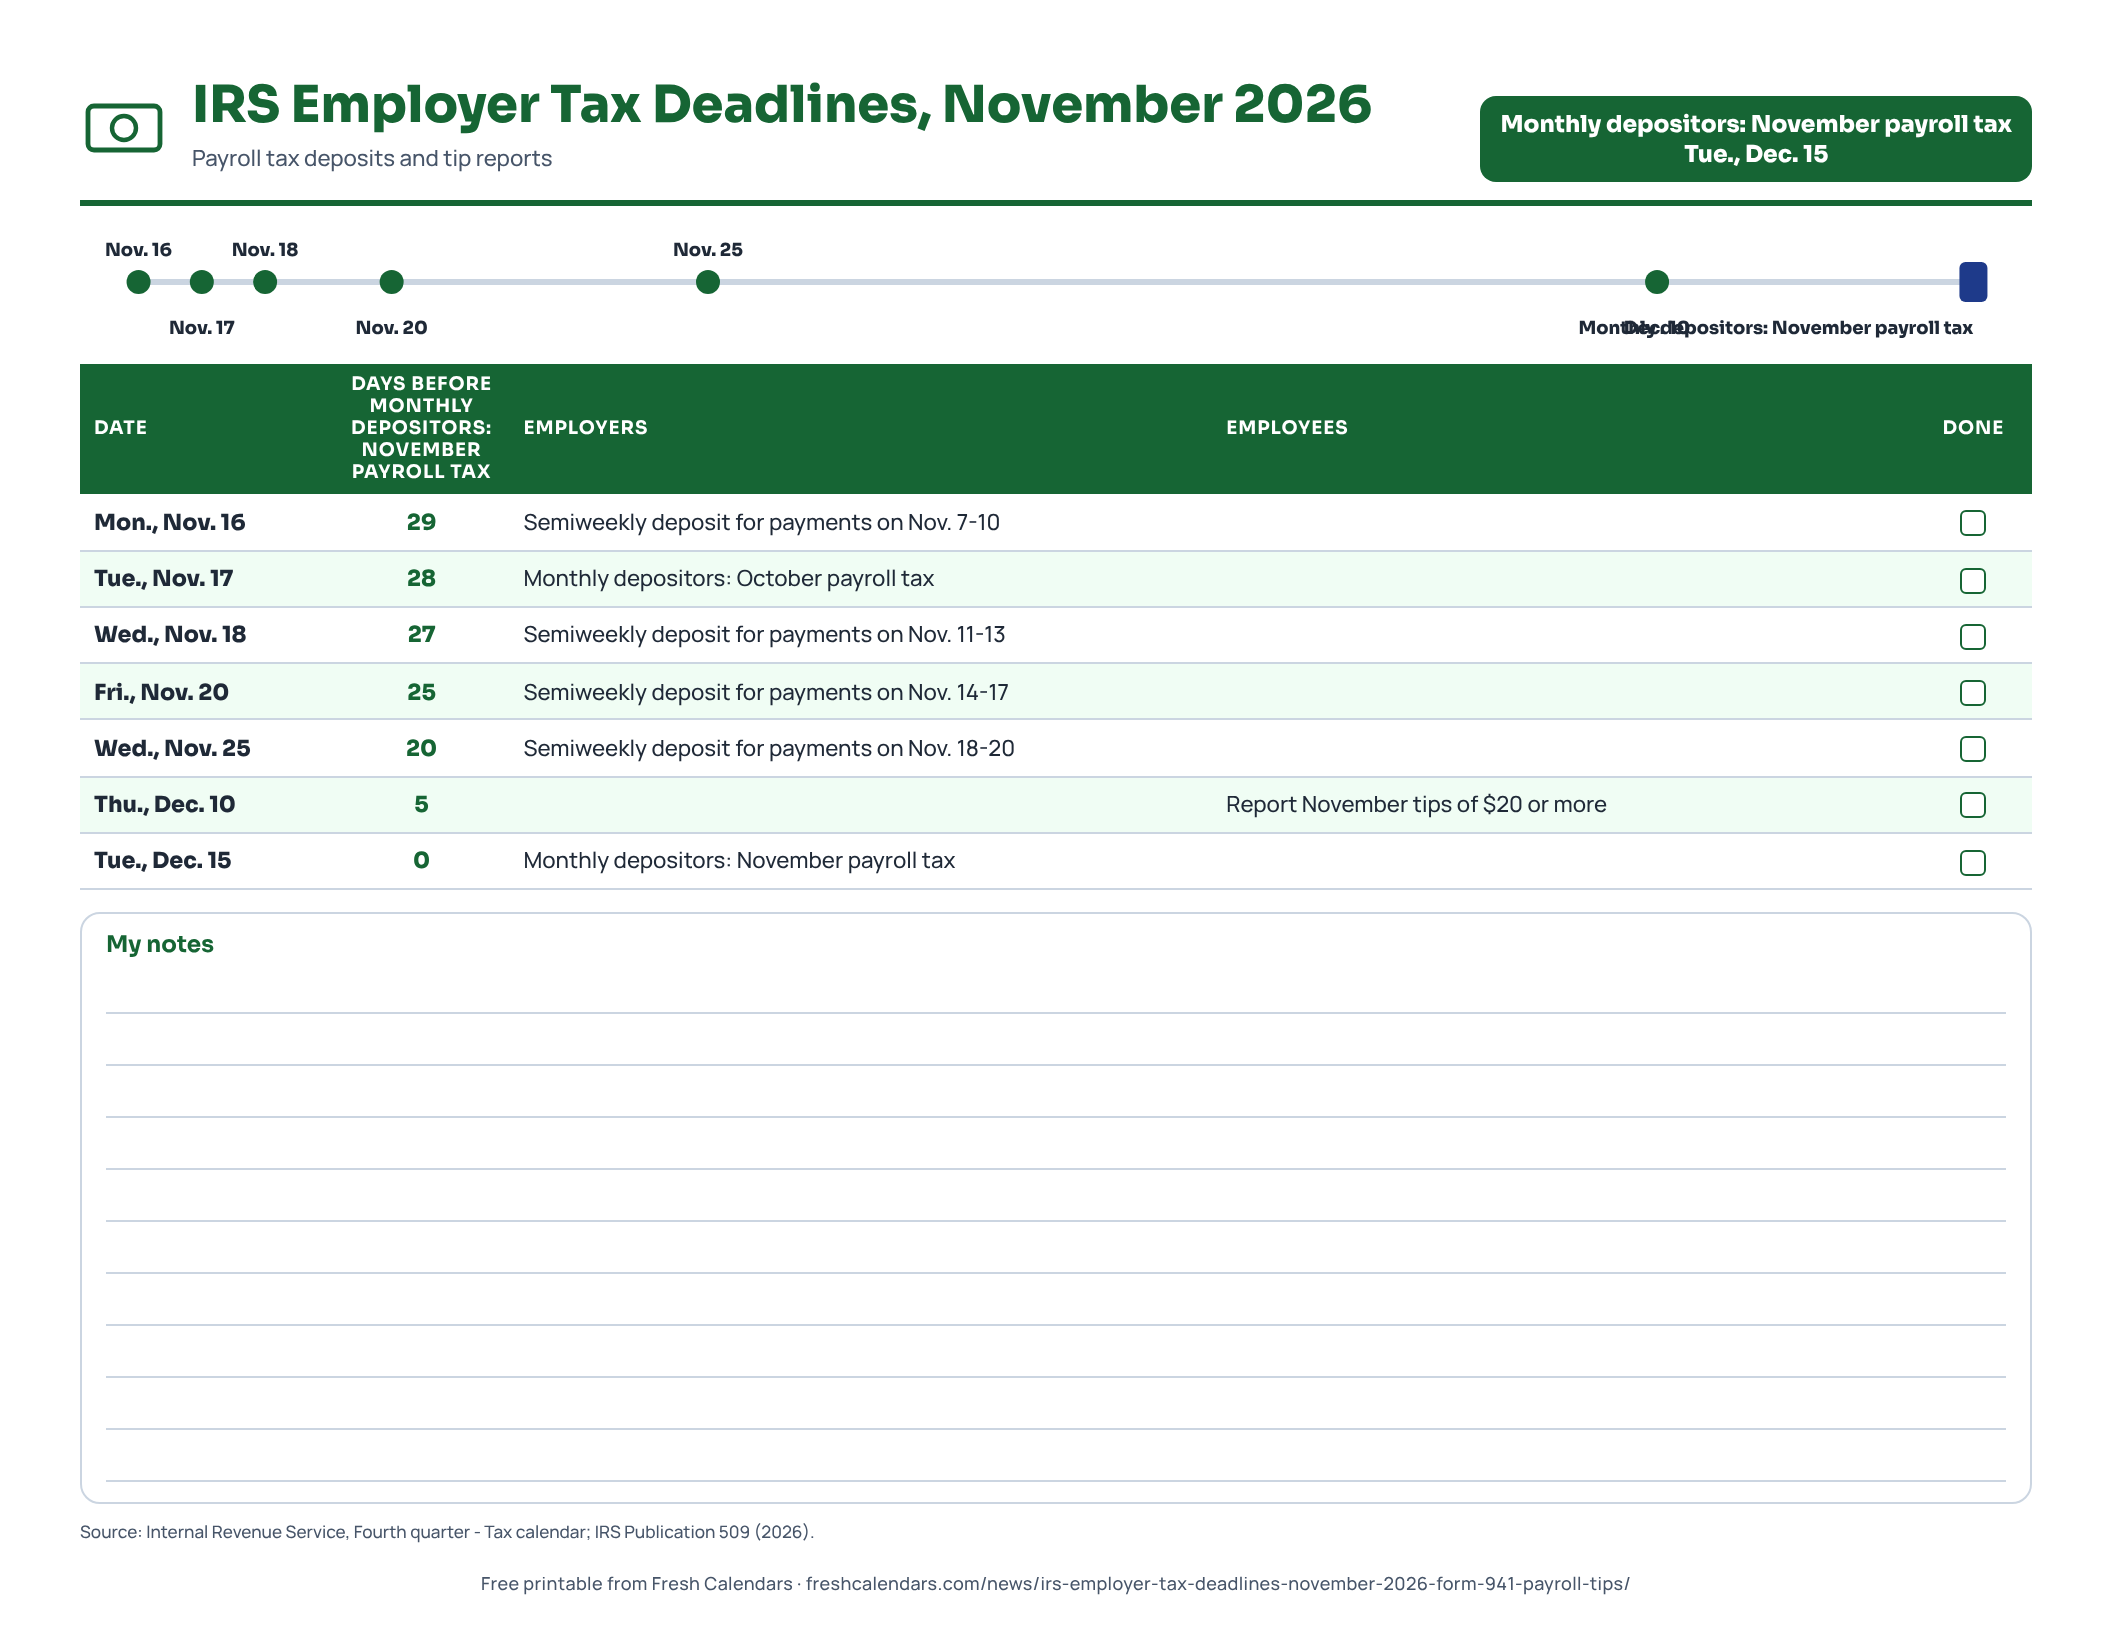 IRS Employer Tax Deadlines, November 2026
Payroll tax deposits and tip reports
Monthly depositors: November payroll tax
Tue., Dec. 15
Nov. 16
Nov. 18
Nov. 25
Nov. 17
Nov. 20
Dec. 10
Monthly depositors: November payroll tax
DATE
DAYS BEFORE
MONTHLY
DEPOSITORS:
NOVEMBER
PAYROLL TAX
EMPLOYERS
EMPLOYEES
DONE
Mon., Nov. 16 29 Semiweekly deposit for payments on Nov. 7-10
Tue., Nov. 17 28 Monthly depositors: October payroll tax
Wed., Nov. 18 27 Semiweekly deposit for payments on Nov. 11-13
Fri., Nov. 20 25 Semiweekly deposit for payments on Nov. 14-17
Wed., Nov. 25 20 Semiweekly deposit for payments on Nov. 18-20
Thu., Dec. 10 5 Report November tips of $20 or more
Tue., Dec. 15 0 Monthly depositors: November payroll tax
My notes
Source: Internal Revenue Service, Fourth quarter - Tax calendar; IRS Publication 509 (2026).
Free printable from Fresh Calendars · freshcalendars.com/news/irs-employer-tax-deadlines-november-2026-form-941-payroll-tips/